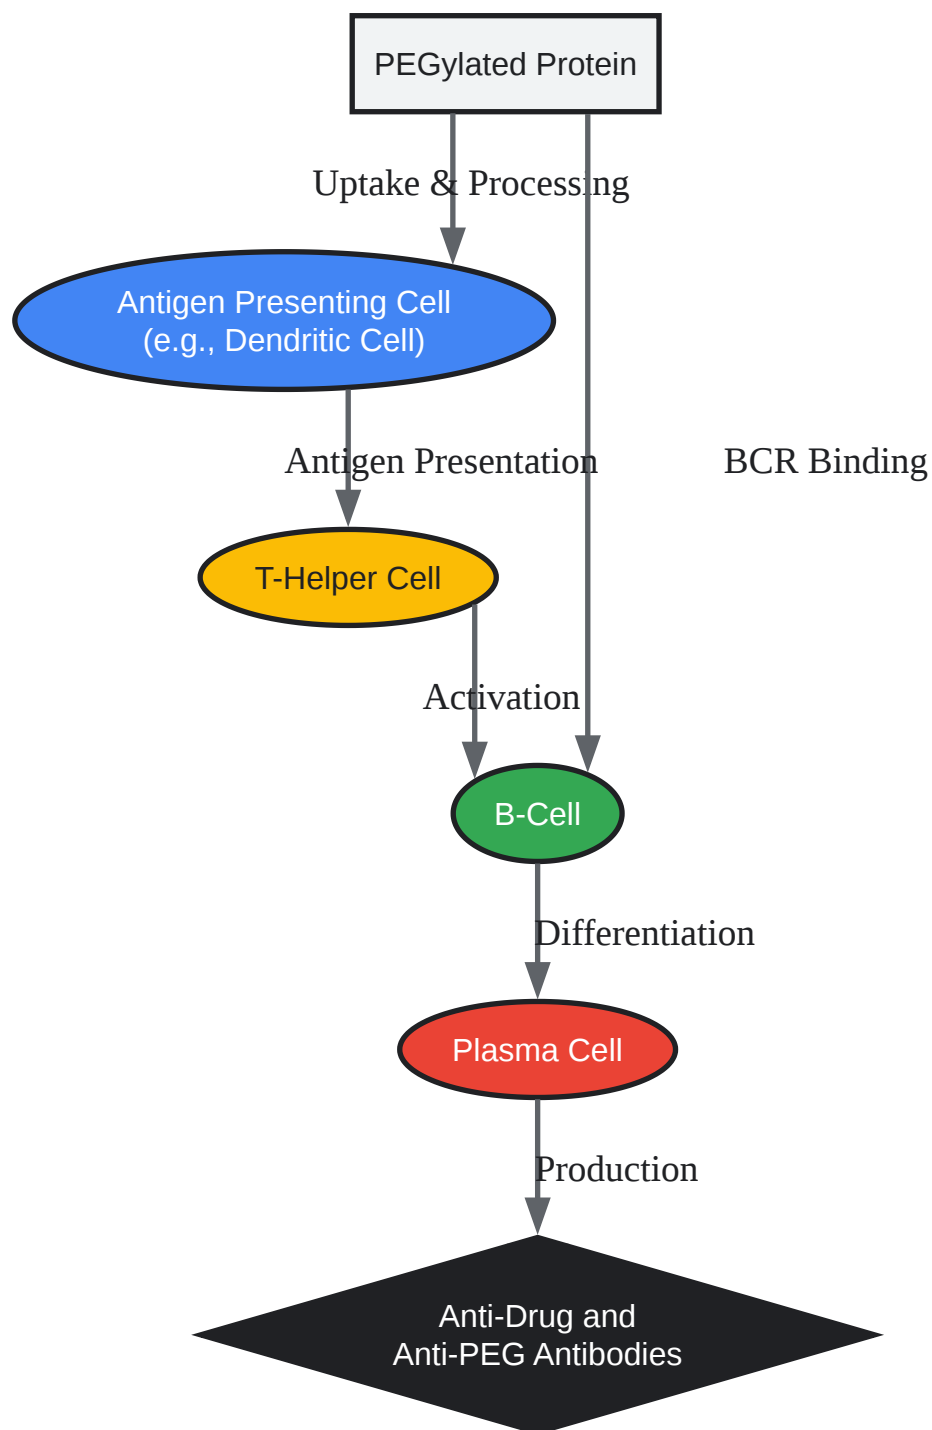 PEGylated Protein
Uptake & Processing
Antigen Presenting Cell
(e.g., Dendritic Cell)
Antigen Presentation
BCR Binding
T-Helper Cell
Activation
B-Cell
Differentiation
Plasma Cell
Production
Anti-Drug and
Anti-PEG Antibodies